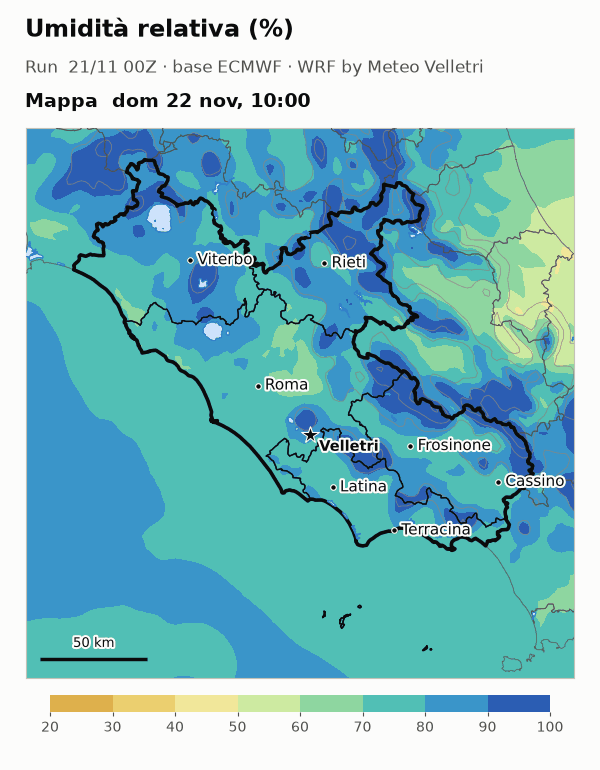 Umidità relativa (%)
Run  21/11 00Z · base ECMWF · WRF by Meteo Velletri
Mappa  dom 22 nov, 10:00
Viterbo
Rieti
Roma
Velletri
Frosinone
Latina
Cassino
Terracina
50 km
20 30 40 50 60 70 80 90 100